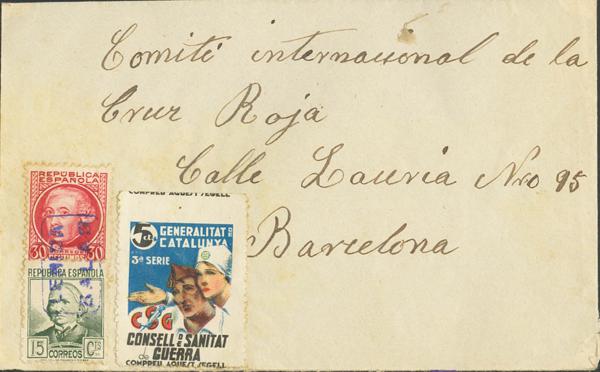 Comité internacional de la
Cruz Roja
Calle Lauria Nro 95
Barcelona
REPUBLICA
ESPAÑOLA
30
30
REPUBLICA ESPAÑOLA
15
CORREOS
CTS
COMPREU AQUEST SEGELL
5a
GENERALITAT DE
CATALUNYA
3ª SERIE
CSG
CONSELL DE SANITAT
de GUERRA
COMPREU AQUEST SEGELL